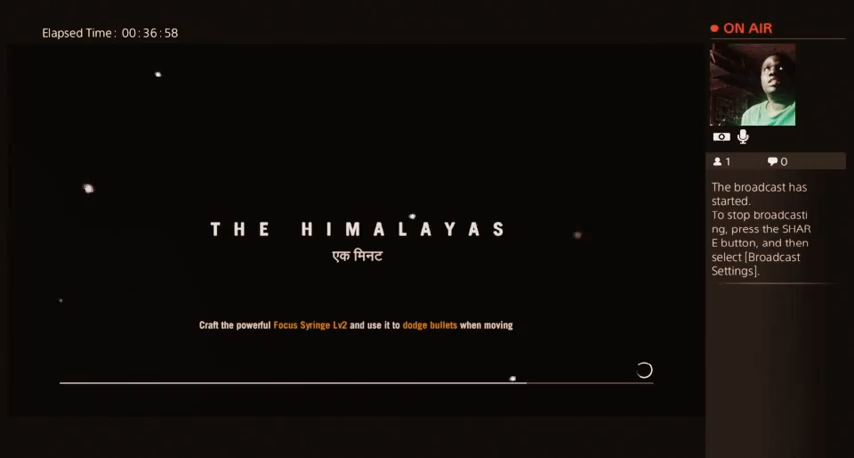 Elapsed Time: 00:36:58
ON AIR
THE HIMALAYAS
एक मिनट
1
0
The broadcast has
started.
To stop broadcasti
ng, press the SHAR
E button, and then
select [Broadcast
Settings].
Craft the powerful Focus Syringe Lv2 and use it to dodge bullets when moving